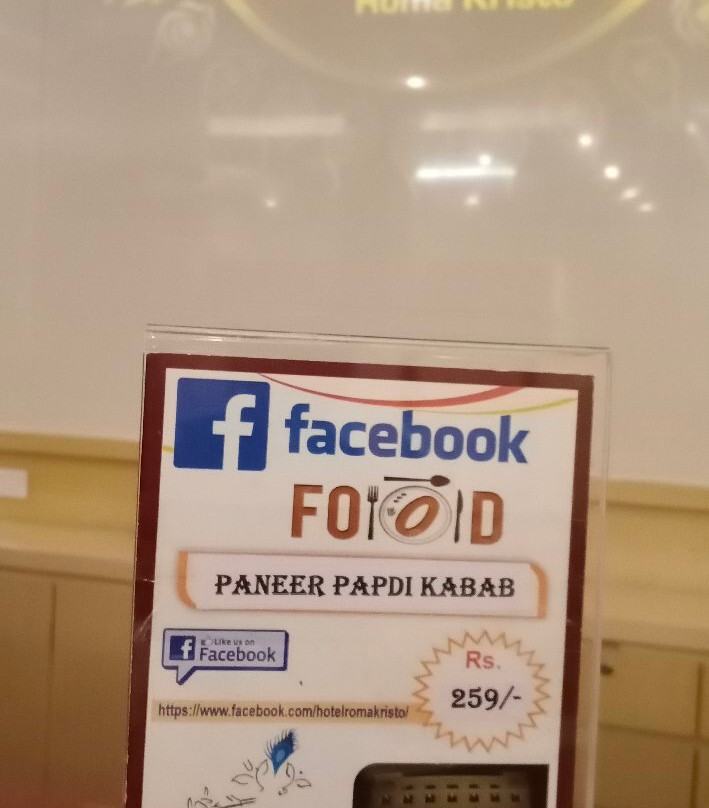 Roma Kristo
facebook
FOOD
PANEER PAPDI KABAB
Like us on
Facebook
Rs.
259/-
https://www.facebook.com/hotelromakristo/